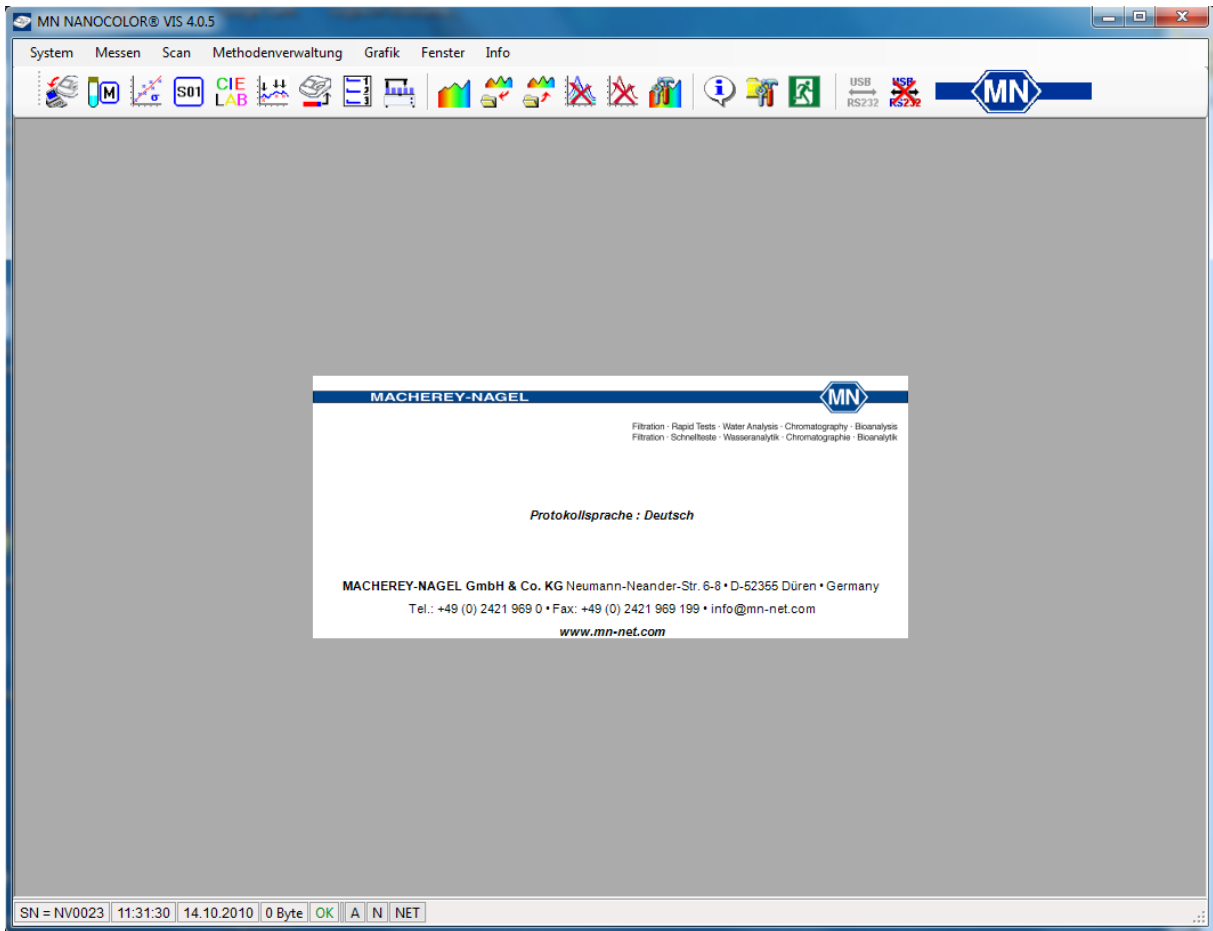 MN NANOCOLOR® VIS 4.0.5
System Messen Scan Methodenverwaltung Grafik Fenster Info
M σ S01 CIE LAB 1 2 3 i USB RS232 USB RS232 MN
MACHEREY-NAGEL MN
Filtration · Rapid Tests · Water Analysis · Chromatography · Bioanalysis
Filtration · Schnellteste · Wasseranalytik · Chromatographie · Bioanalytik
Protokollsprache : Deutsch
MACHEREY-NAGEL GmbH & Co. KG Neumann-Neander-Str. 6-8 • D-52355 Düren • Germany
Tel.: +49 (0) 2421 969 0 • Fax: +49 (0) 2421 969 199 • info@mn-net.com
www.mn-net.com
SN = NV0023 11:31:30 14.10.2010 0 Byte OK A N NET